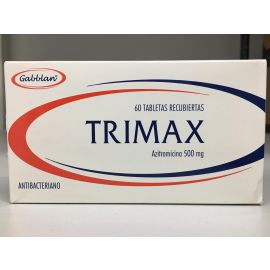 Gabblan®
60 TABLETAS RECUBIERTAS
TRIMAX
Azitromicina 500 mg
ANTIBACTERIANO